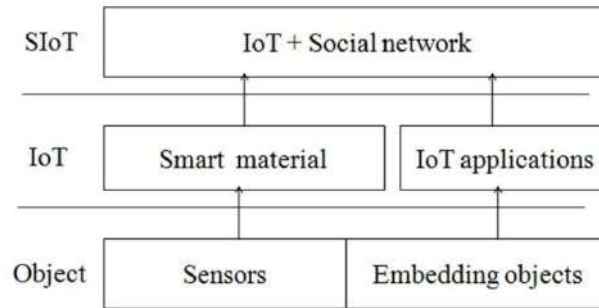 SIoT
IoT + Social network
IoT
Smart material
IoT applications
Object
Sensors
Embedding objects